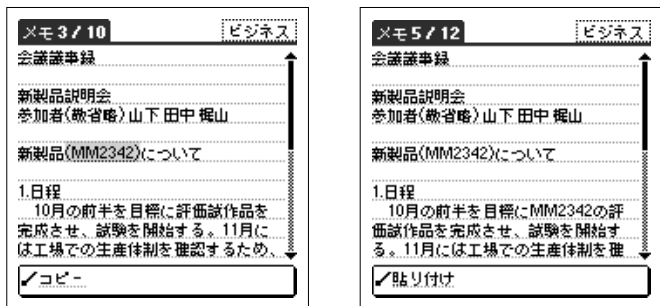 メモ 3 / 10
ビジネス
会議議事録
新製品説明会
参加者(敬省略)山下 田中 梶山
新製品(MM2342)について
1.日程
10月の前半を目標に評価試作品を
完成させ、試験を開始する。11月に
は工場での生産体制を確認するため、
コピー
メモ 5 / 12
ビジネス
会議議事録
新製品説明会
参加者(敬省略)山下 田中 梶山
新製品(MM2342)について
1.日程
10月の前半を目標にMM2342の評
価試作品を完成させ、試験を開始す
る。11月には工場での生産体制を確
貼り付け